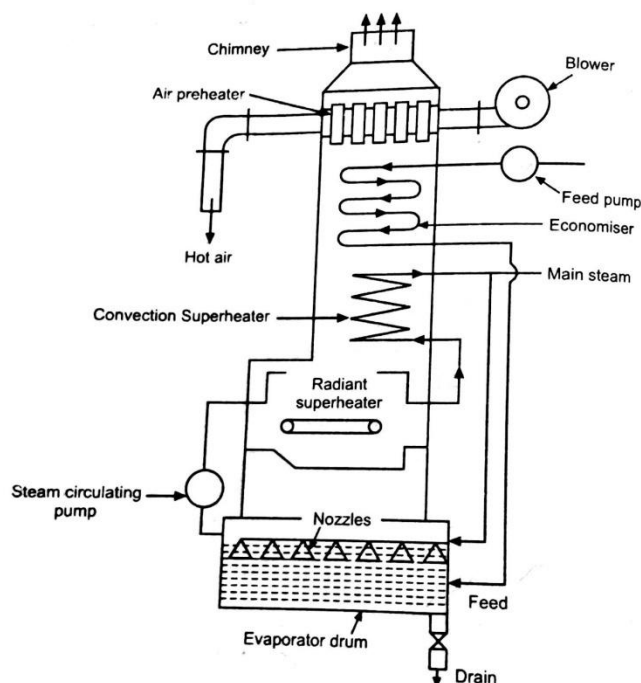 Chimney
Blower
Air preheater
Feed pump
Economiser
Hot air
Main steam
Convection Superheater
Radiant
superheater
Steam circulating
pump
Nozzles
Feed
Evaporator drum
Drain